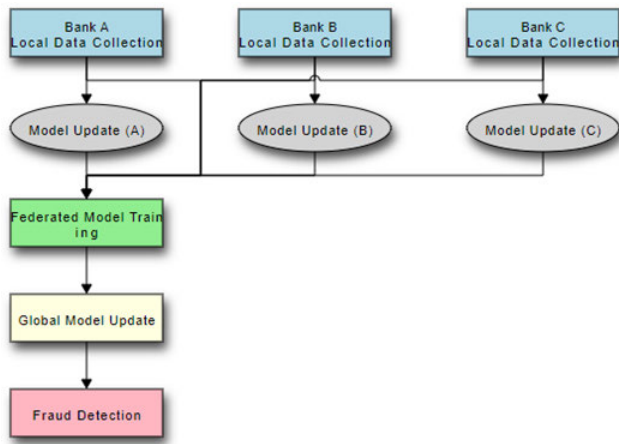 Bank A
Local Data Collection
Bank B
Local Data Collection
Bank C
Local Data Collection
Model Update (A)
Model Update (B)
Model Update (C)
Federated Model Train
ing
Global Model Update
Fraud Detection